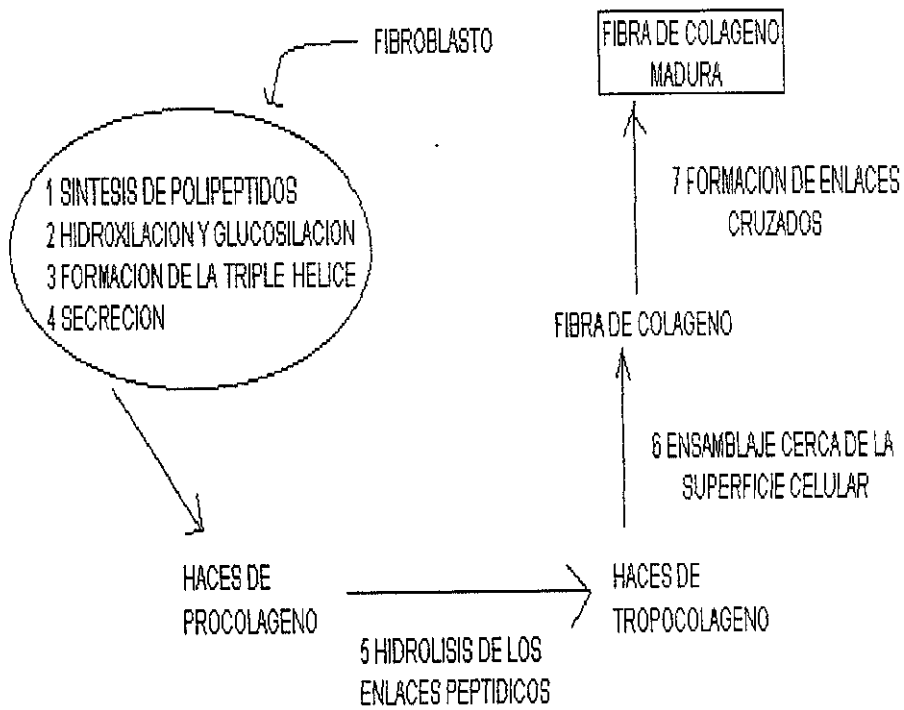 FIBROBLASTO
1 SINTESIS DE POLIPEPTIDOS
2 HIDROXILACION Y GLUCOSILACION
3 FORMACION DE LA TRIPLE HELICE
4 SECRECION
HACES DE
PROCOLAGENO
5 HIDROLISIS DE LOS
ENLACES PEPTIDICOS
HACES DE
TROPOCOLAGENO
6 ENSAMBLAJE CERCA DE LA
SUPERFICIE CELULAR
FIBRA DE COLAGENO
7 FORMACION DE ENLACES
CRUZADOS
FIBRA DE COLAGENO
MADURA